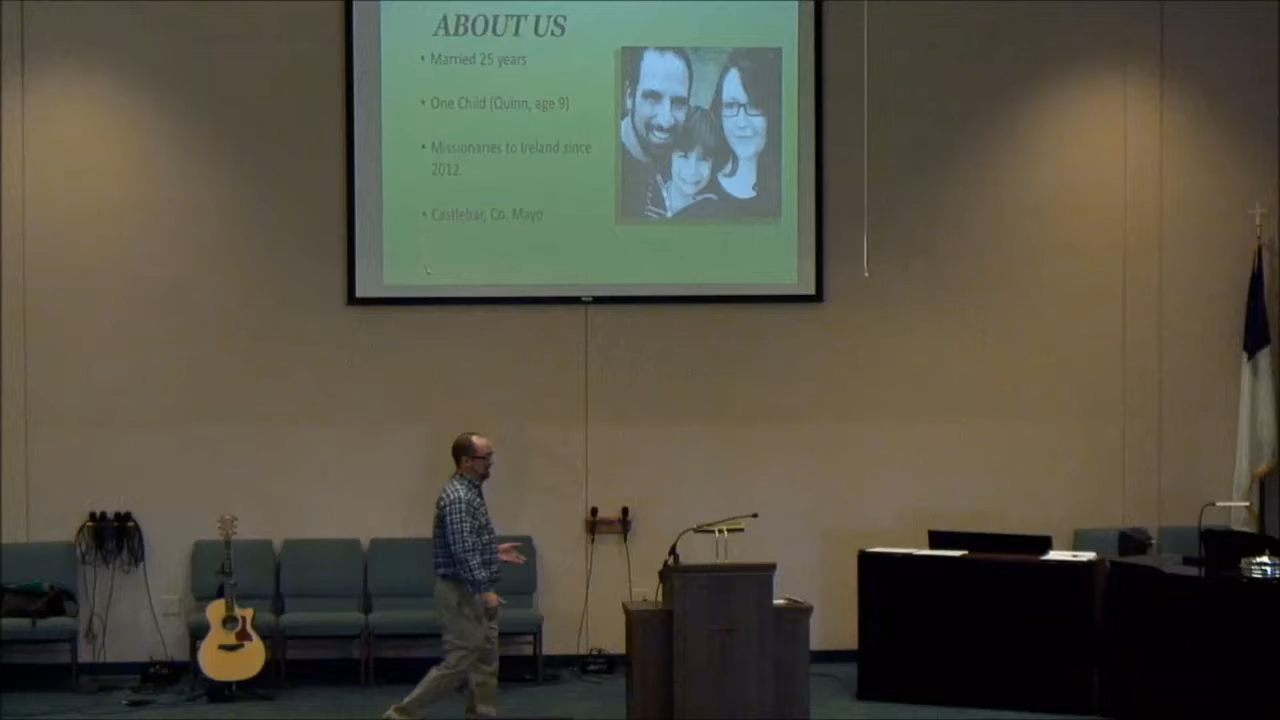 ABOUT US
• Married 25 years
• One Child (Quinn, age 9)
• Missionaries to Ireland since
2012.
• Castlebar, Co. Mayo